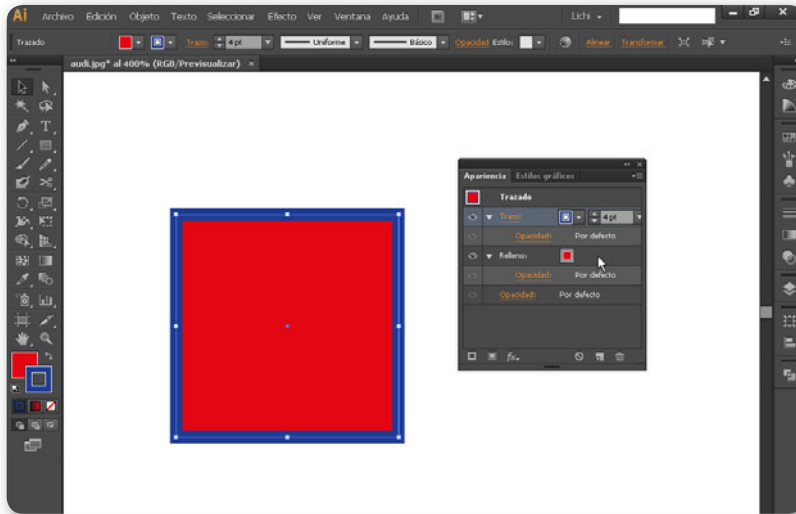 Ai Archivo Edición Objeto Texto Seleccionar Efecto Ver Ventana Ayuda Lichi
Trazado Trazo: 4 pt Uniforme Básico Opacidad Estilo: Alinear Transformar
audi.jpg* al 400% (RGB/Previsualizar) ×
Apariencia Estilos gráficos
Trazado
Trazo: 4 pt
Opacidad: Por defecto
Relleno:
Opacidad: Por defecto
Opacidad: Por defecto
fx.